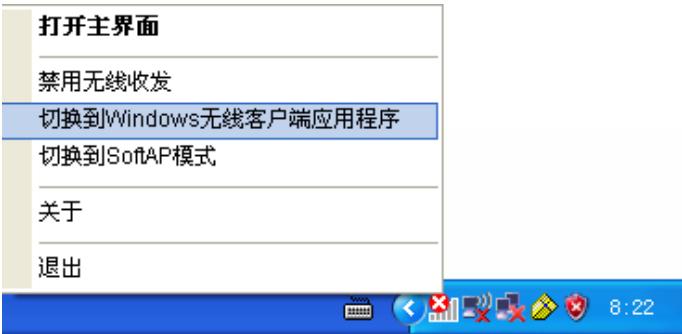 打开主界面
禁用无线收发
切换到Windows无线客户端应用程序
切换到SoftAP模式
关于
退出
8:22